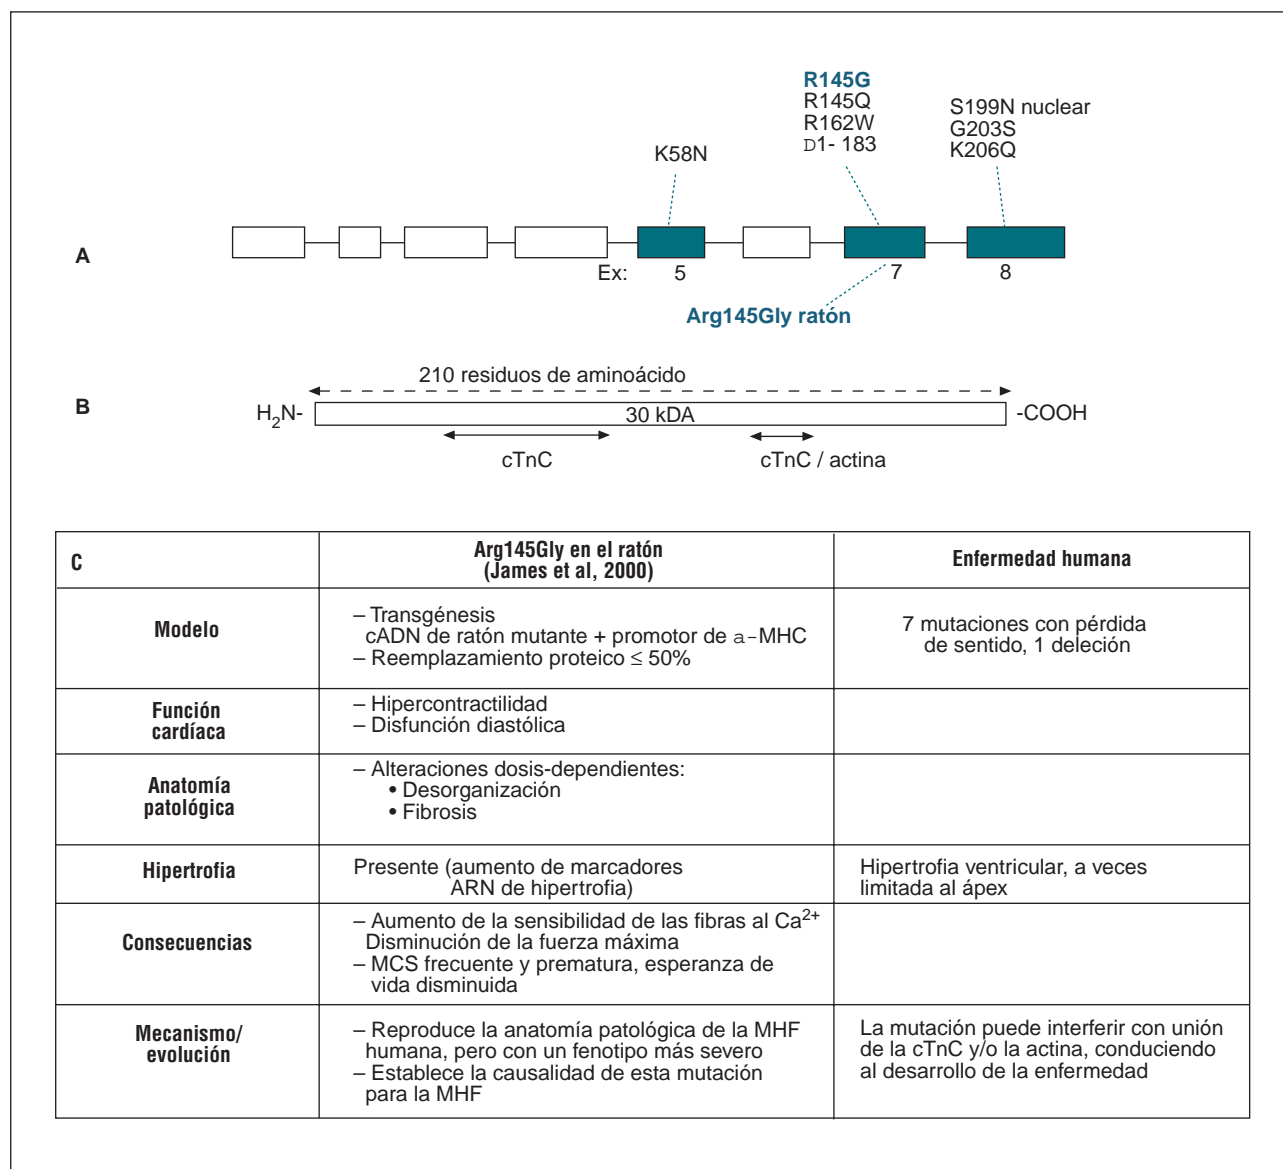 R145G
R145Q
R162W
D1- 183
S199N nuclear
G203S
K206Q
K58N
A
Ex: 5 7 8
Arg145Gly ratón
210 residuos de aminoácido
B
H2N- 30 kDA -COOH
cTnC cTnC / actina
C
Arg145Gly en el ratón
(James et al, 2000)
Enfermedad humana
Modelo
– Transgénesis
cADN de ratón mutante + promotor de a-MHC
– Reemplazamiento proteico ≤ 50%
7 mutaciones con pérdida
de sentido, 1 deleción
Función
cardíaca
– Hipercontractilidad
– Disfunción diastólica
Anatomía
patológica
– Alteraciones dosis-dependientes:
• Desorganización
• Fibrosis
Hipertrofia
Presente (aumento de marcadores
ARN de hipertrofia)
Hipertrofia ventricular, a veces
limitada al ápex
Consecuencias
– Aumento de la sensibilidad de las fibras al Ca2+
Disminución de la fuerza máxima
– MCS frecuente y prematura, esperanza de
vida disminuida
Mecanismo/
evolución
– Reproduce la anatomía patológica de la MHF
humana, pero con un fenotipo más severo
– Establece la causalidad de esta mutación
para la MHF
La mutación puede interferir con unión
de la cTnC y/o la actina, conduciendo
al desarrollo de la enfermedad